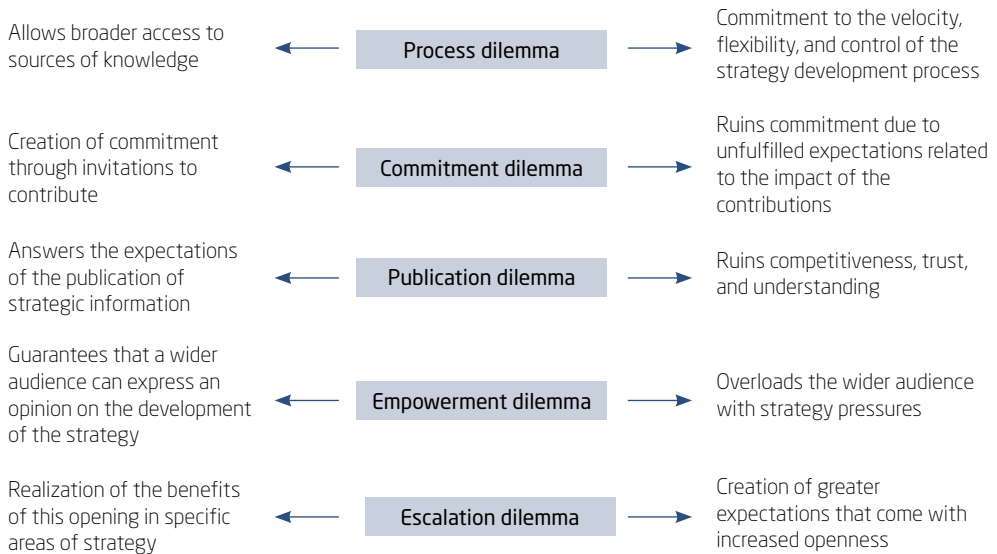 Allows broader access to
sources of knowledge
Process dilemma
Commitment to the velocity,
flexibility, and control of the
strategy development process
Creation of commitment
through invitations to
contribute
Commitment dilemma
Ruins commitment due to
unfulfilled expectations related
to the impact of the
contributions
Answers the expectations
of the publication of
strategic information
Publication dilemma
Ruins competitiveness, trust,
and understanding
Guarantees that a wider
audience can express an
opinion on the development
of the strategy
Empowerment dilemma
Overloads the wider audience
with strategy pressures
Realization of the benefits
of this opening in specific
areas of strategy
Escalation dilemma
Creation of greater
expectations that come with
increased openness